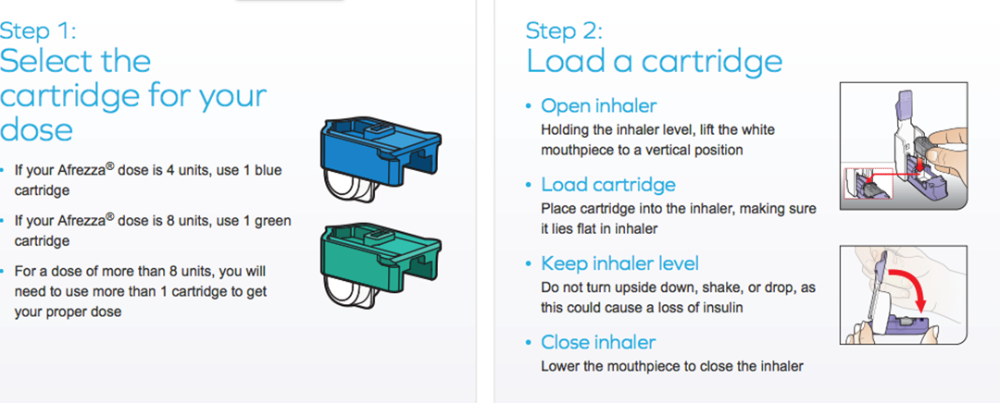 Step 1:
Select the
cartridge for your
dose
• If your Afrezza® dose is 4 units, use 1 blue
cartridge
• If your Afrezza® dose is 8 units, use 1 green
cartridge
• For a dose of more than 8 units, you will
need to use more than 1 cartridge to get
your proper dose
Step 2:
Load a cartridge
• Open inhaler
Holding the inhaler level, lift the white
mouthpiece to a vertical position
• Load cartridge
Place cartridge into the inhaler, making sure
it lies flat in inhaler
• Keep inhaler level
Do not turn upside down, shake, or drop, as
this could cause a loss of insulin
• Close inhaler
Lower the mouthpiece to close the inhaler